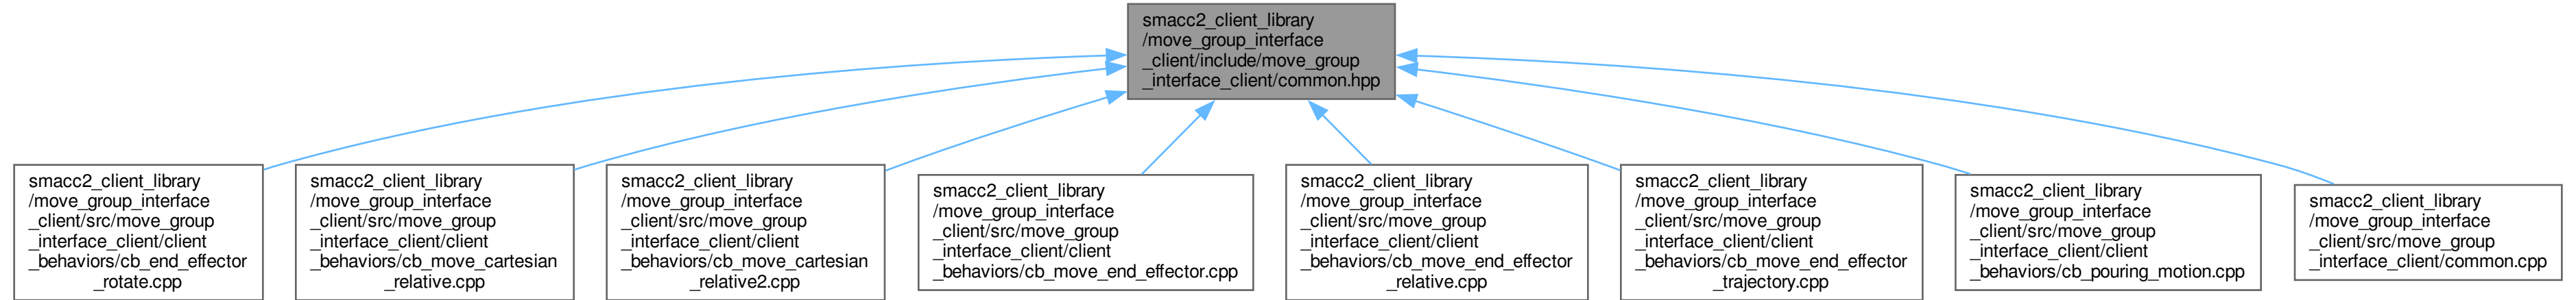 smacc2_client_library
/move_group_interface
_client/include/move_group
_interface_client/common.hpp
smacc2_client_library
/move_group_interface
_client/src/move_group
_interface_client/client
_behaviors/cb_end_effector
_rotate.cpp
smacc2_client_library
/move_group_interface
_client/src/move_group
_interface_client/client
_behaviors/cb_move_cartesian
_relative.cpp
smacc2_client_library
/move_group_interface
_client/src/move_group
_interface_client/client
_behaviors/cb_move_cartesian
_relative2.cpp
smacc2_client_library
/move_group_interface
_client/src/move_group
_interface_client/client
_behaviors/cb_move_end_effector.cpp
smacc2_client_library
/move_group_interface
_client/src/move_group
_interface_client/client
_behaviors/cb_move_end_effector
_relative.cpp
smacc2_client_library
/move_group_interface
_client/src/move_group
_interface_client/client
_behaviors/cb_move_end_effector
_trajectory.cpp
smacc2_client_library
/move_group_interface
_client/src/move_group
_interface_client/client
_behaviors/cb_pouring_motion.cpp
smacc2_client_library
/move_group_interface
_client/src/move_group
_interface_client/common.cpp